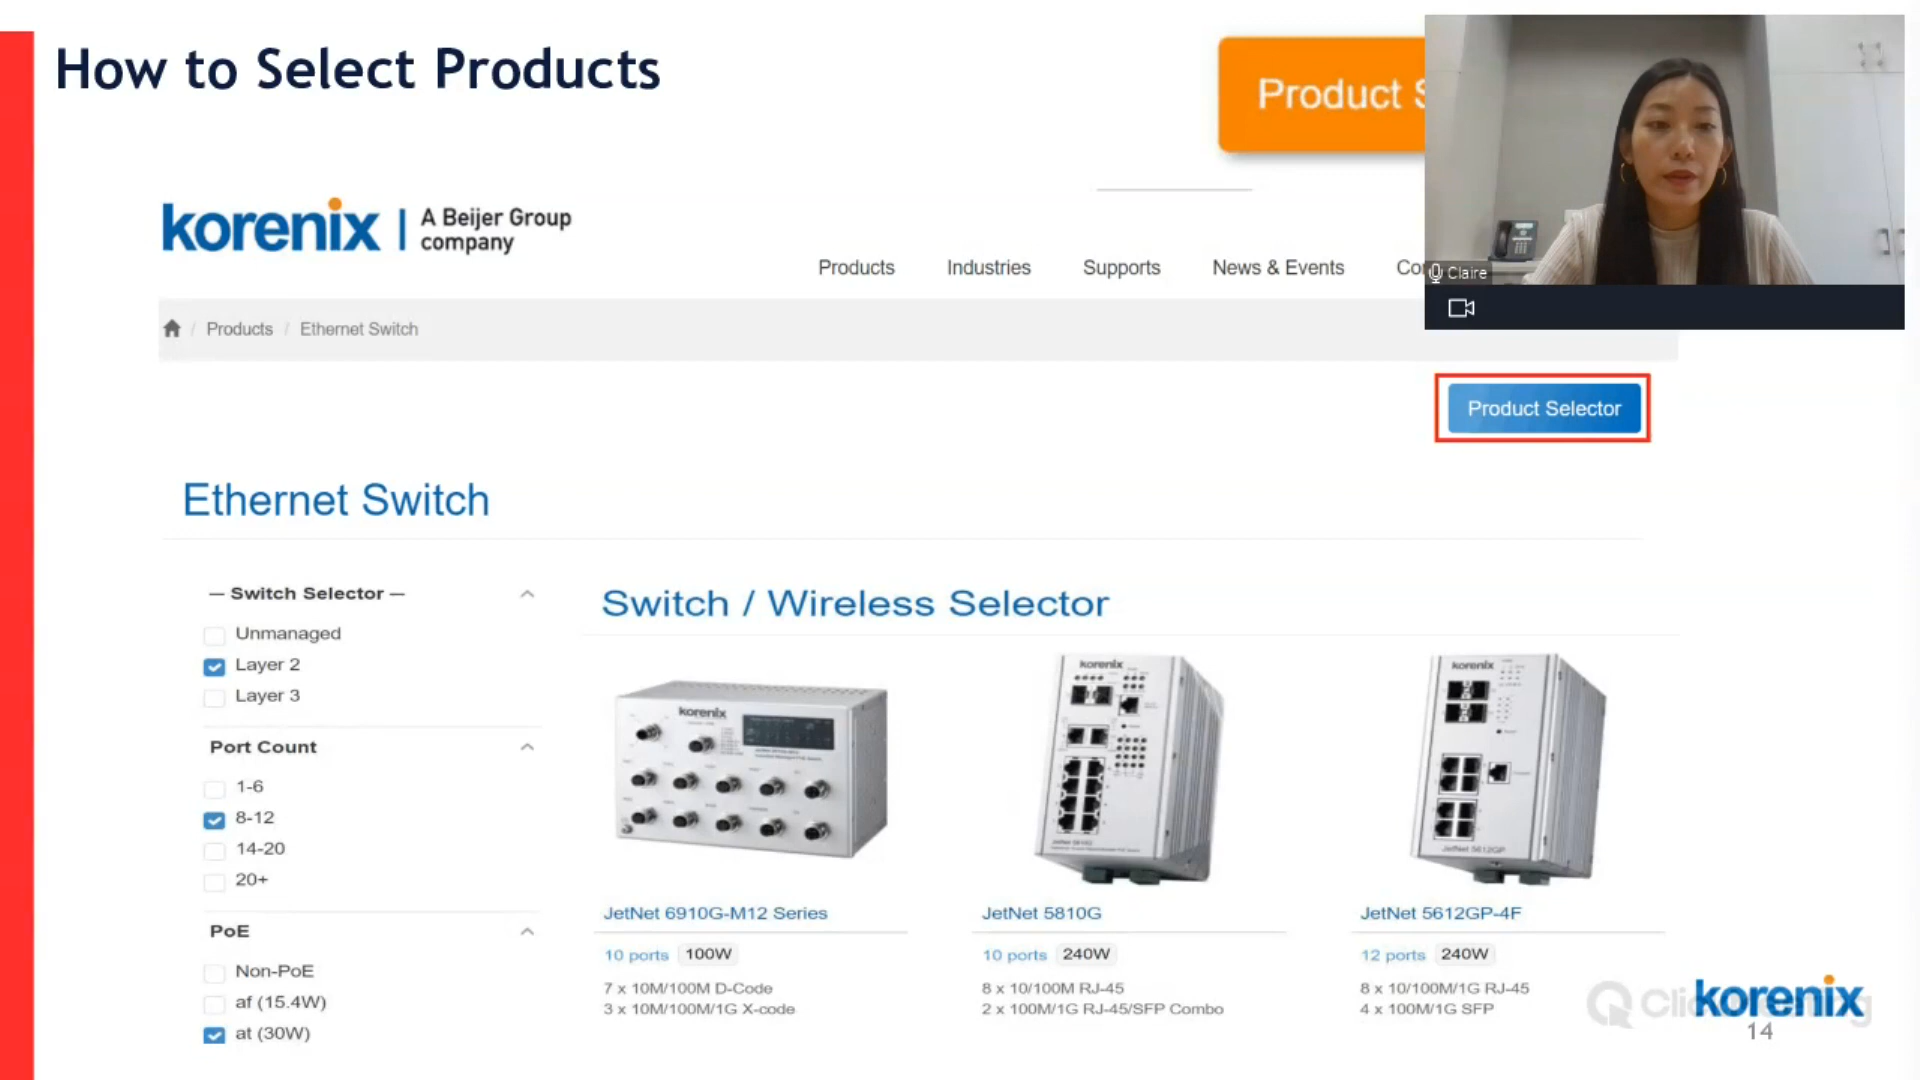 How to Select Products
Product S
korenix | A Beijer Group
company
Products Industries Supports News & Events Co
Claire
Products / Ethernet Switch
Product Selector
Ethernet Switch
— Switch Selector —
Unmanaged
Layer 2
Layer 3
Port Count
1-6
8-12
14-20
20+
PoE
Non-PoE
af (15.4W)
at (30W)
Switch / Wireless Selector
korenix
korenix
korenix
JetNet 5612GP
JetNet 6910G-M12 Series
10 ports 100W
7 x 10M/100M D-Code
3 x 10M/100M/1G X-code
JetNet 5810G
10 ports 240W
8 x 10/100M RJ-45
2 x 100M/1G RJ-45/SFP Combo
JetNet 5612GP-4F
12 ports 240W
8 x 10/100M/1G RJ-45
4 x 100M/1G SFP
korenix
14